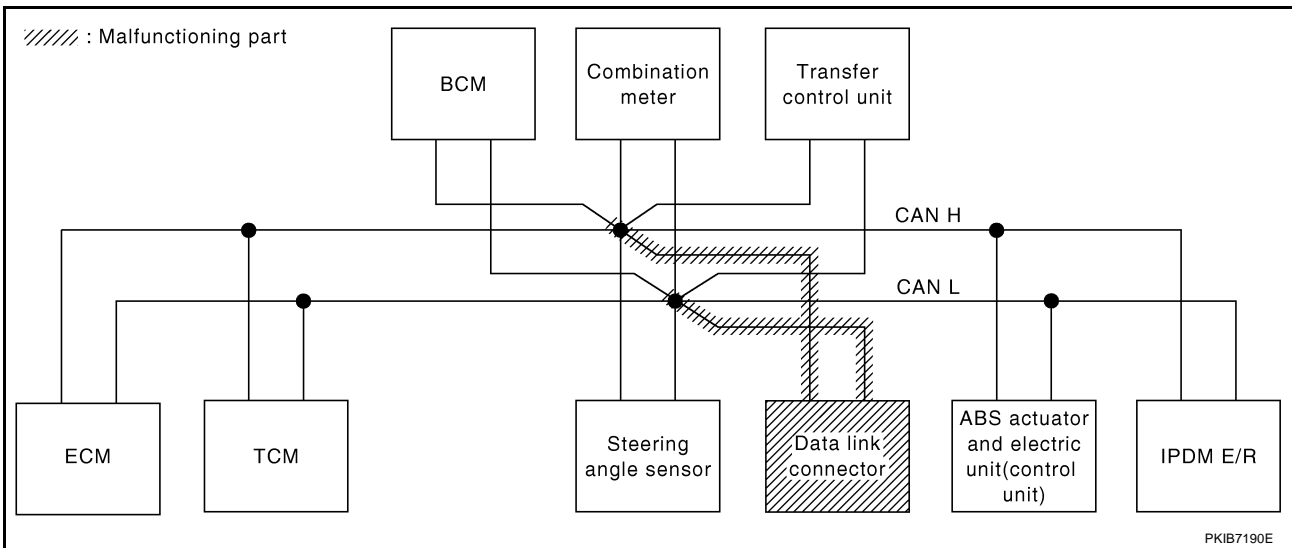 : Malfunctioning part
BCM
Combination
meter
Transfer
control unit
CAN H
CAN L
ECM
TCM
Steering
angle sensor
Data link
connector
ABS actuator
and electric
unit(control
unit)
IPDM E/R
PKIB7190E